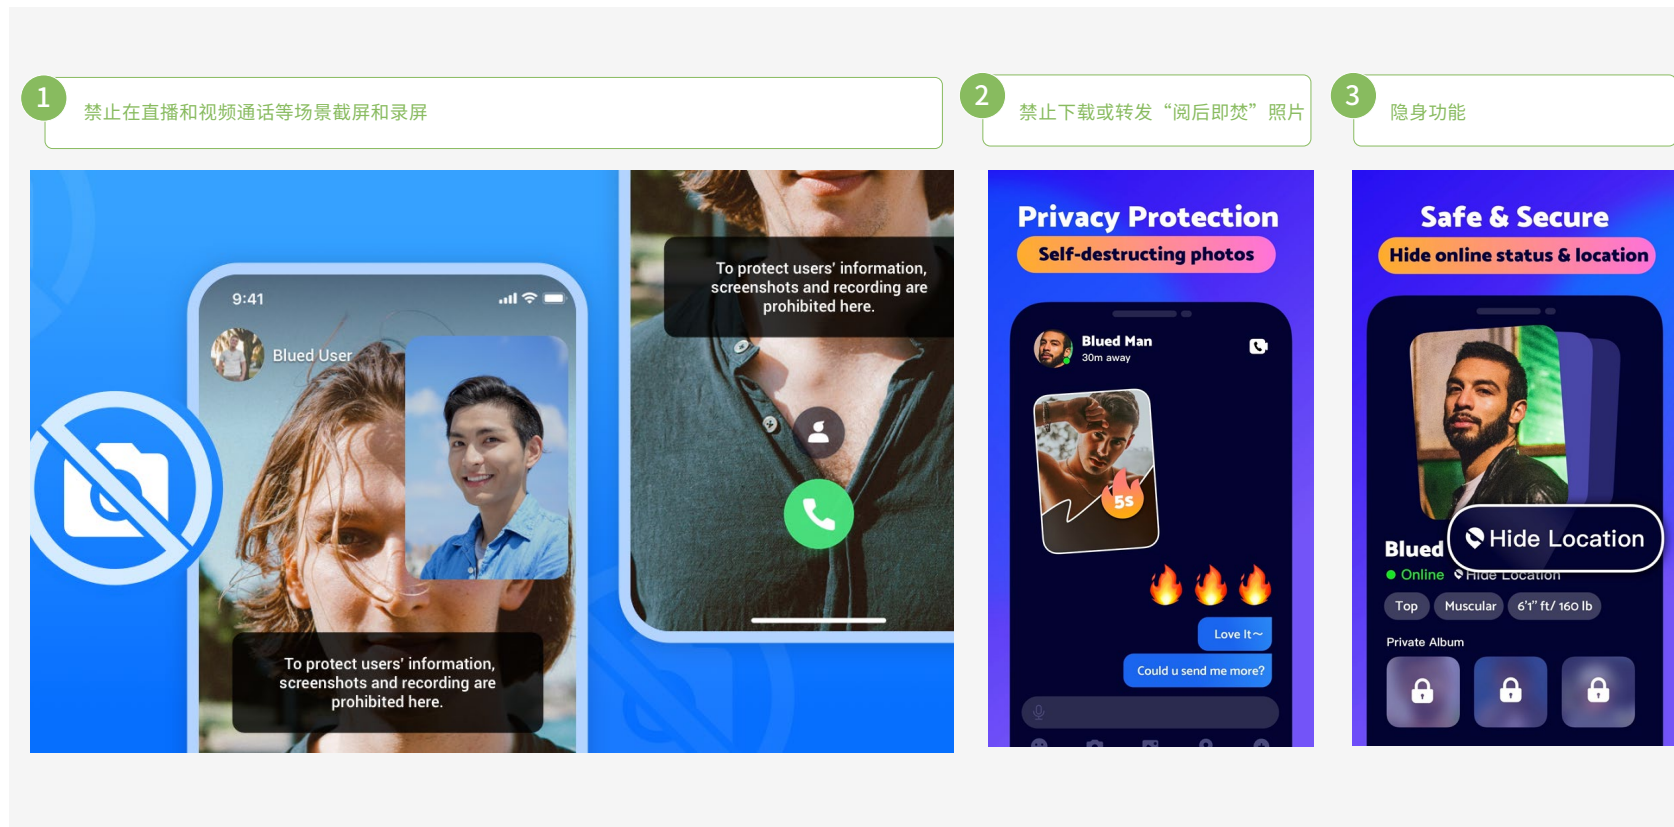 1
禁止在直播和视频通话等场景截屏和录屏
2
禁止下载或转发“阅后即焚”照片
3
隐身功能
9:41
Blued User
To protect users' information,
screenshots and recording are
prohibited here.
To protect users' information,
screenshots and recording are
prohibited here.
Privacy Protection
Self-destructing photos
Blued Man
30m away
5s
Love It~
Could u send me more?
Safe & Secure
Hide online status & location
Hide Location
Blued
Online
Hide Location
Top
Muscular
6'1" ft/ 160 lb
Private Album